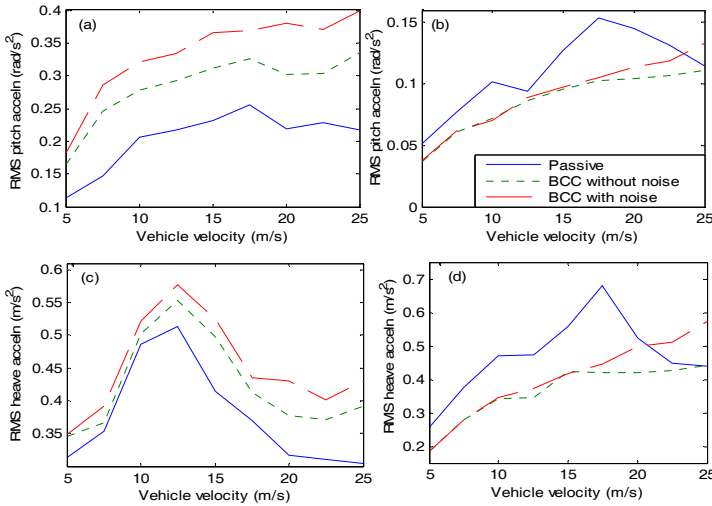 (a)
RMS pitch acceln (rad/s²)
0.4
0.35
0.3
0.25
0.2
0.15
0.1
5 10 15 20 25
Vehicle velocity (m/s)
(b)
RMS pitch acceln (rad/s²)
0.15
0.1
0.05
0
5 10 15 20 25
Vehicle velocity (m/s)
Passive
BCC without noise
BCC with noise
(c)
RMS heave acceln (m/s²)
0.6
0.55
0.5
0.45
0.4
0.35
5 10 15 20 25
Vehicle velocity (m/s)
(d)
RMS heave acceln (m/s²)
0.7
0.6
0.5
0.4
0.3
0.2
5 10 15 20 25
Vehicle velocity (m/s)